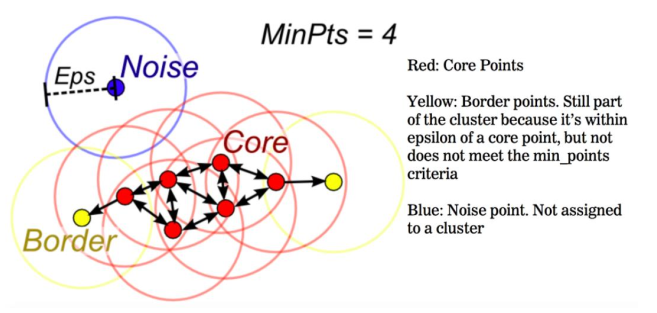 MinPts = 4
Eps
Noise
Core
Border
Red: Core Points
Yellow: Border points. Still part
of the cluster because it's within
epsilon of a core point, but not
does not meet the min_points
criteria
Blue: Noise point. Not assigned
to a cluster